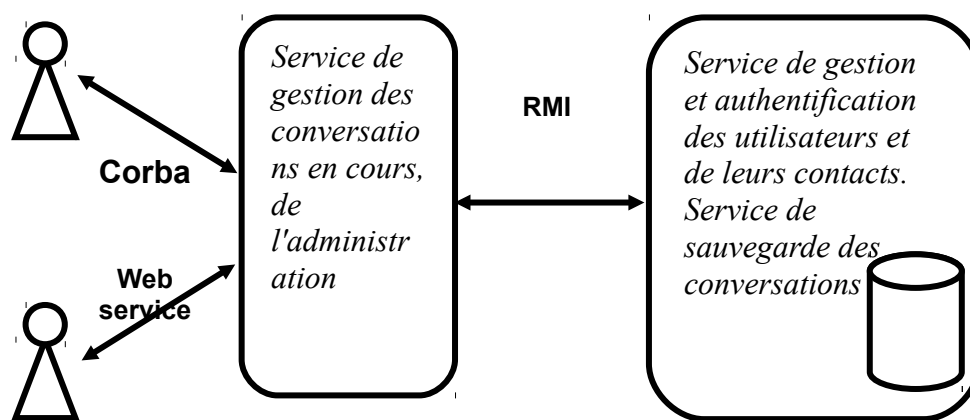 Corba
Web
service
Service de
gestion des
conversatio
ns en cours,
de
l'administr
ation
RMI
Service de gestion
et authentification
des utilisateurs et
de leurs contacts.
Service de
sauvegarde des
conversations